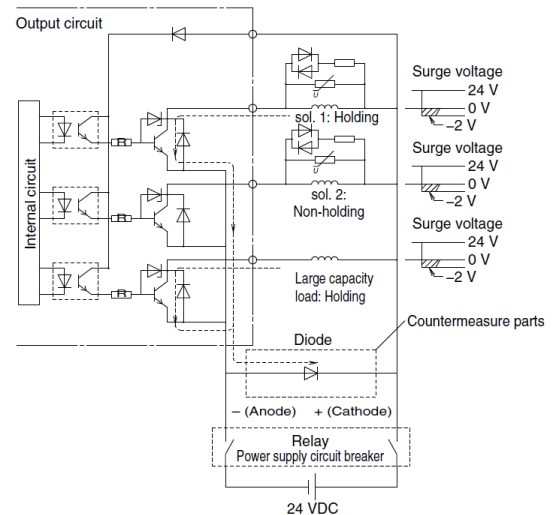 Output circuit
Internal circuit
R
R
R
U
sol. 1: Holding
U
sol. 2:
Non-holding
Large capacity
load: Holding
Surge voltage
24 V
0 V
−2 V
Surge voltage
24 V
0 V
−2 V
Surge voltage
24 V
0 V
−2 V
Countermeasure parts
Diode
− (Anode) + (Cathode)
Relay
Power supply circuit breaker
24 VDC